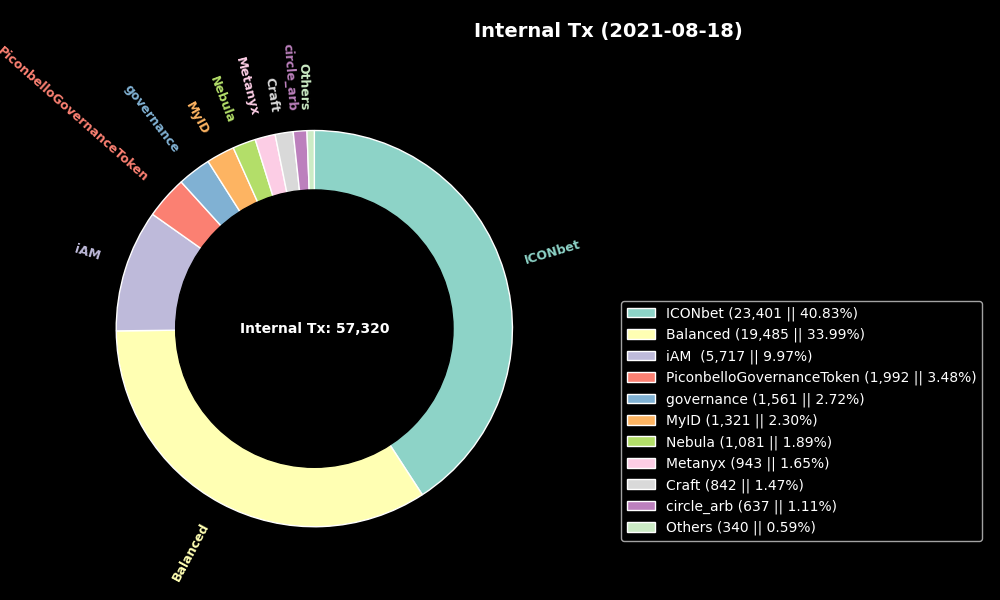 Internal Tx (2021-08-18)
PiconbelloGovernanceToken
governance
MyID
Nebula
Metanyx
Craft
circle_arb
Others
iAM
ICONbet
Internal Tx: 57,320
Balanced
ICONbet (23,401 || 40.83%)
Balanced (19,485 || 33.99%)
iAM  (5,717 || 9.97%)
PiconbelloGovernanceToken (1,992 || 3.48%)
governance (1,561 || 2.72%)
MyID (1,321 || 2.30%)
Nebula (1,081 || 1.89%)
Metanyx (943 || 1.65%)
Craft (842 || 1.47%)
circle_arb (637 || 1.11%)
Others (340 || 0.59%)